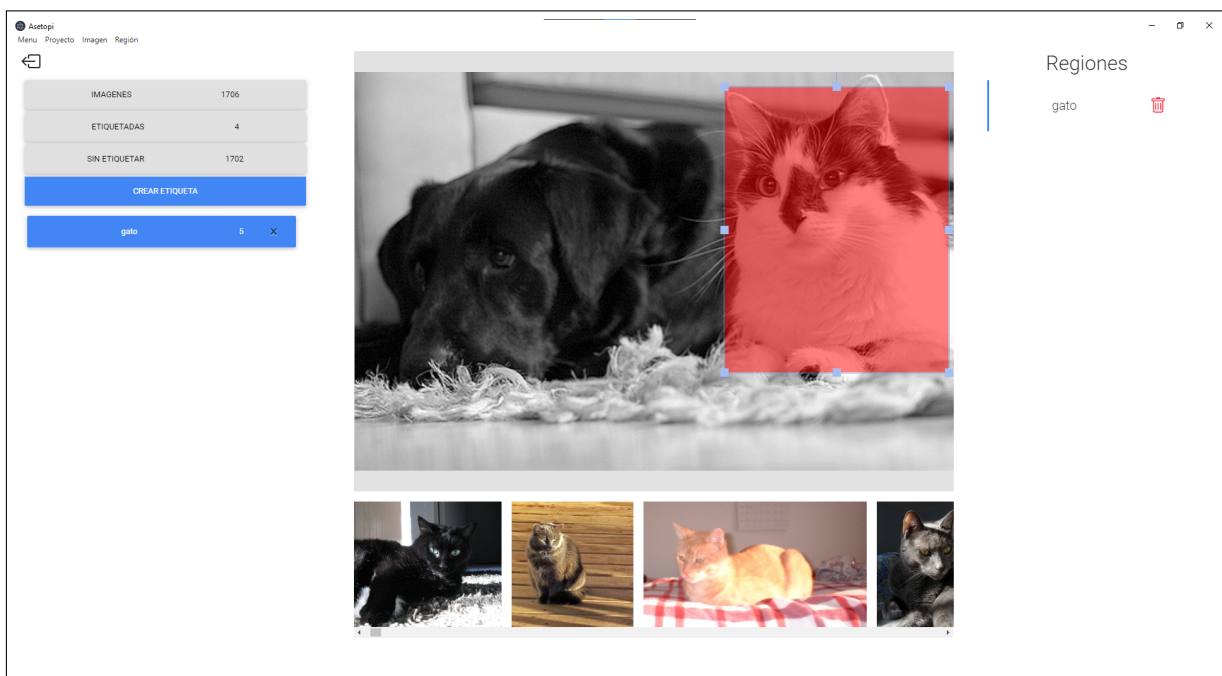 Asetopi
Menu Proyecto Imagen Región
IMAGENES 1706
ETIQUETADAS 4
SIN ETIQUETAR 1702
CREAR ETIQUETA
gato 5 X
Regiones
gato